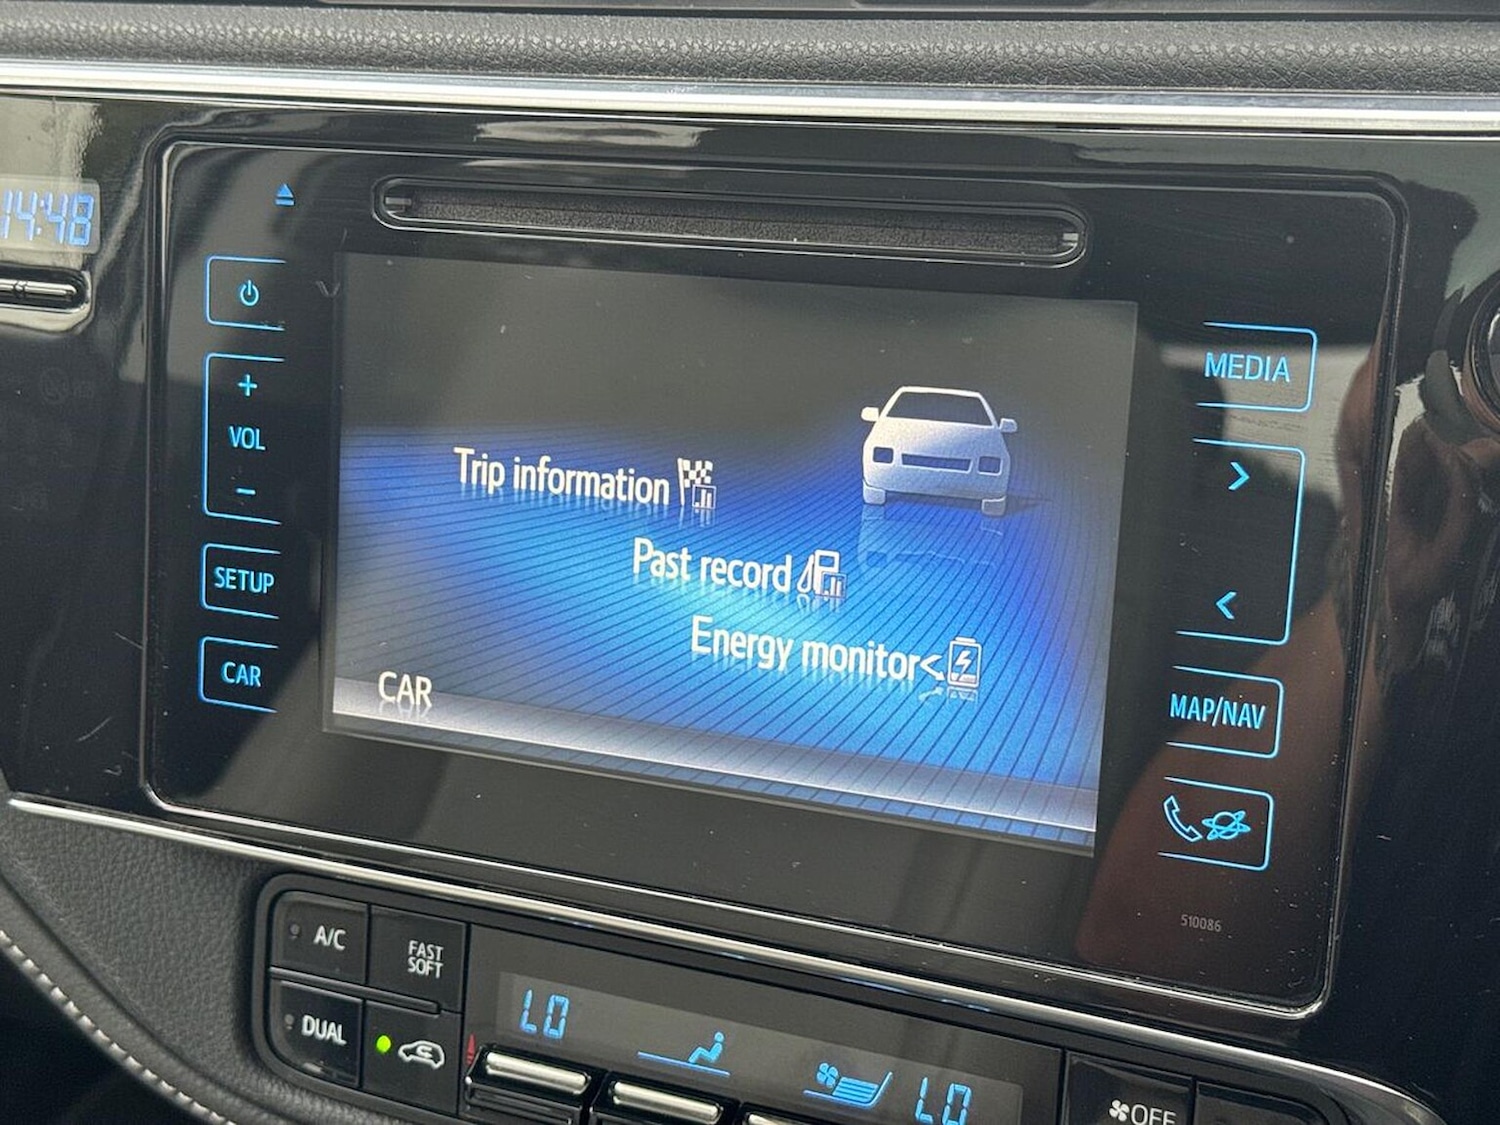 14:48
VOL
SETUP
CAR
Trip information
Past record
Energy monitor
CAR
MEDIA
MAP/NAV
510086
A/C
FAST
SOFT
DUAL
LO
LO
OFF